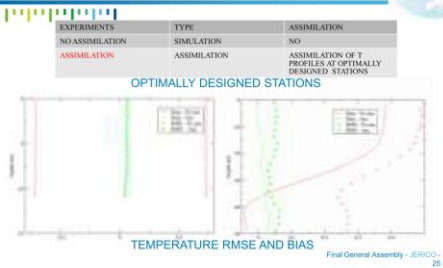 EXPERIMENTS TYPE ASSIMILATION
NO ASSIMILATION SIMULATION NO
ASSIMILATION ASSIMILATION ASSIMILATION OF T
PROFILES AT OPTIMALLY
DESIGNED STATIONS
OPTIMALLY DESIGNED STATIONS
TEMPERATURE RMSE AND BIAS
Final General Assembly - JERICO -
25